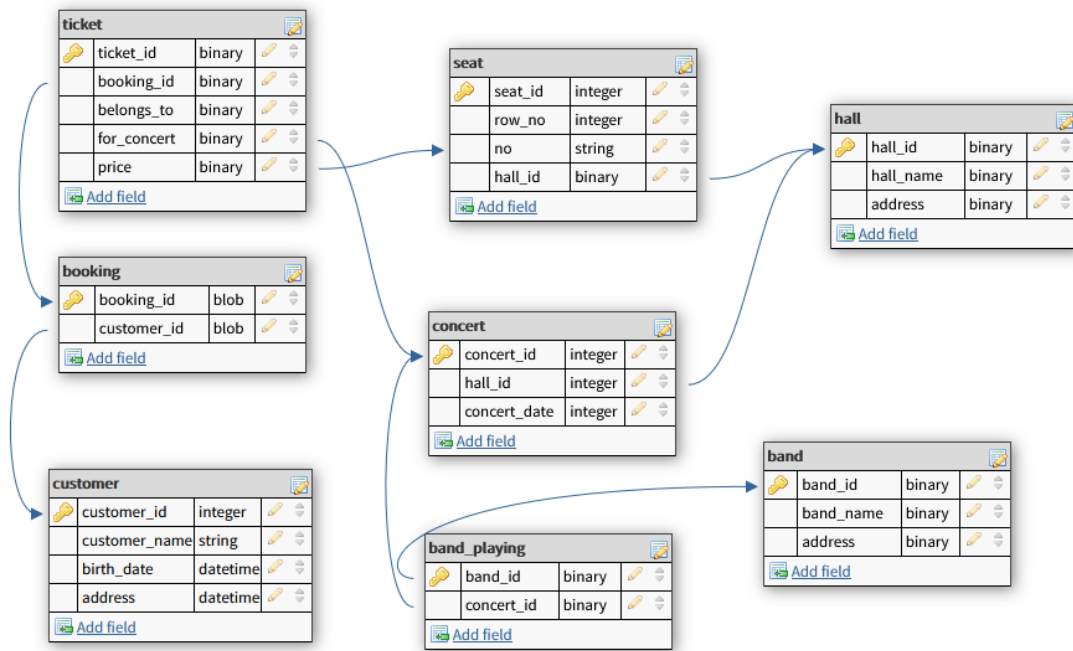 ticket
ticket_id binary
booking_id binary
belongs_to binary
for_concert binary
price binary
Add field
seat
seat_id integer
row_no integer
no string
hall_id binary
Add field
hall
hall_id binary
hall_name binary
address binary
Add field
booking
booking_id blob
customer_id blob
Add field
concert
concert_id integer
hall_id integer
concert_date integer
Add field
customer
customer_id integer
customer_name string
birth_date datetime
address datetime
Add field
band_playing
band_id binary
concert_id binary
Add field
band
band_id binary
band_name binary
address binary
Add field